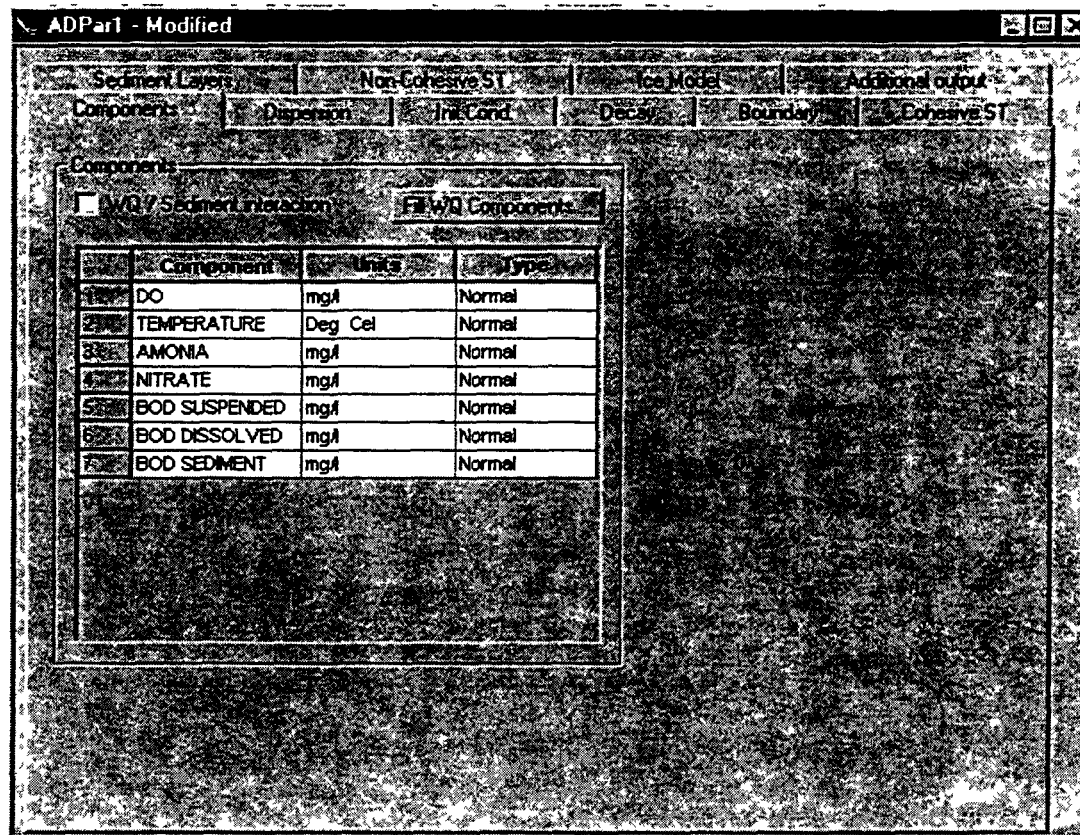 ADPar1 - Modified
Sediment Layers Non-Cohesive ST Ice Model Additional output
Components Dispersion Init.Cond. Decay Boundary Cohesive ST
Components
WQ / Sediment interaction Fill WQ Components
Component Units Type
1 DO mg/l Normal
2 TEMPERATURE Deg Cel Normal
3 AMONIA mg/l Normal
4 NITRATE mg/l Normal
5 BOD SUSPENDED mg/l Normal
6 BOD DISSOLVED mg/l Normal
7 BOD SEDIMENT mg/l Normal